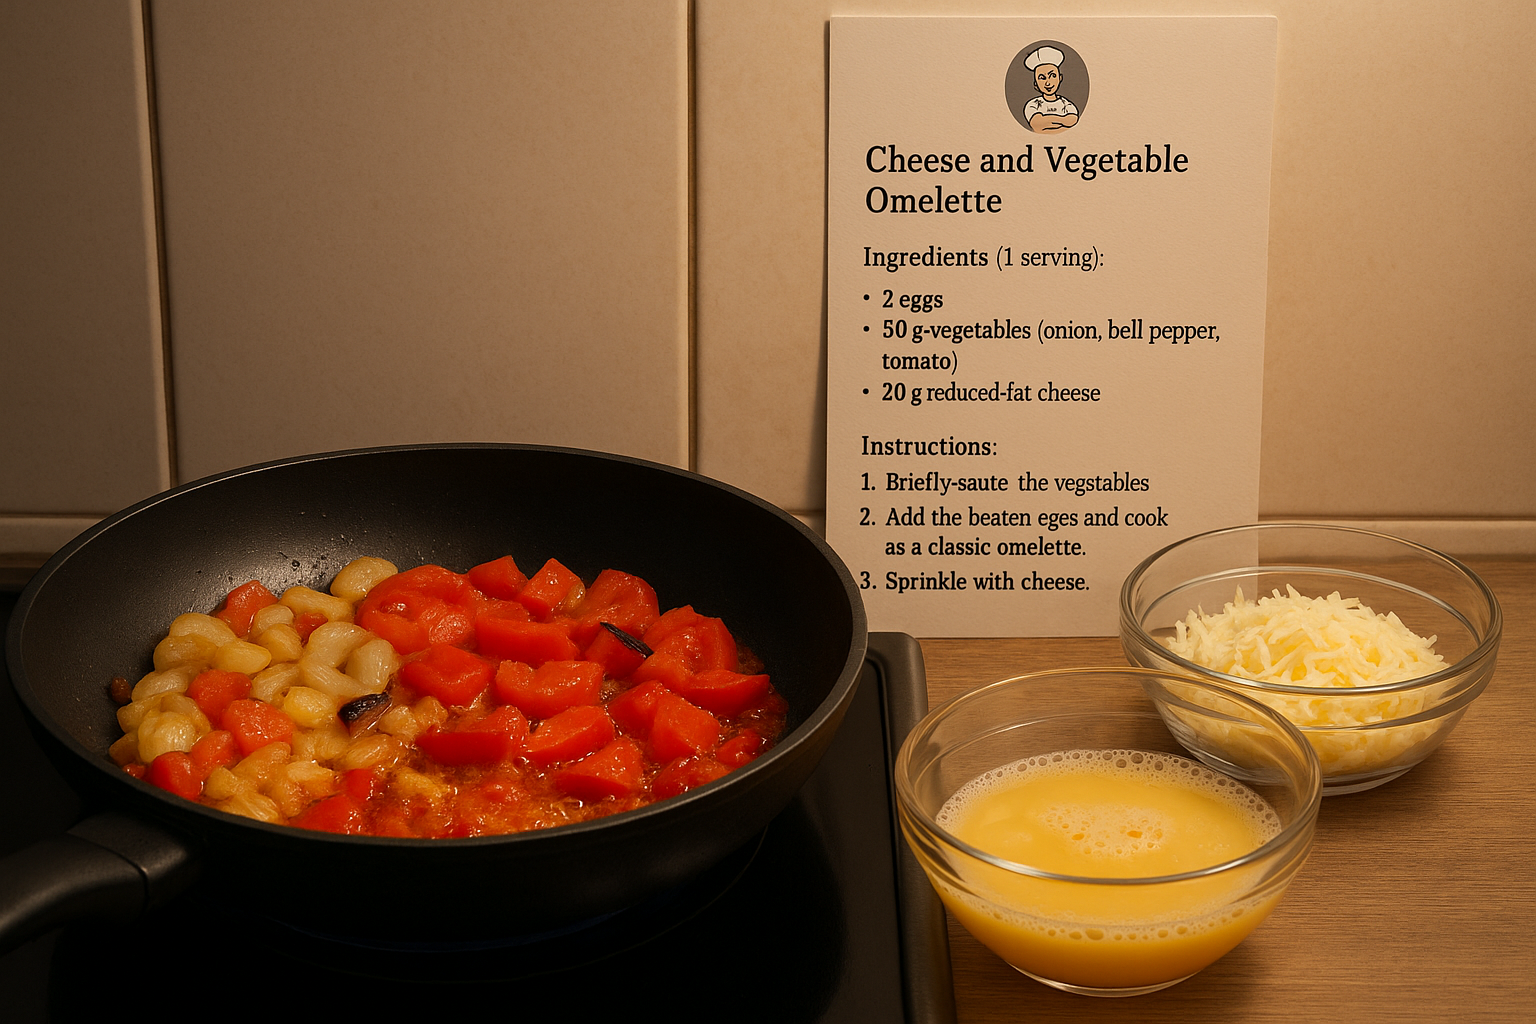 Cheese and Vegetable
Omelette
Ingredients (1 serving):
• 2 eggs
• 50 g-vegetables (onion, bell pepper,
tomato)
• 20 g reduced-fat cheese
Instructions:
1. Briefly-saute the vegstables
2. Add the beaten eges and cook
as a classic omelette.
3. Sprinkle with cheese.